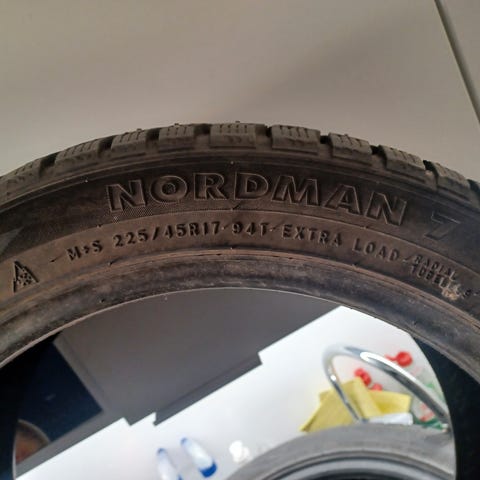 NORDMAN 7
M+S 225/45R17 94T EXTRA LOAD RADIAL